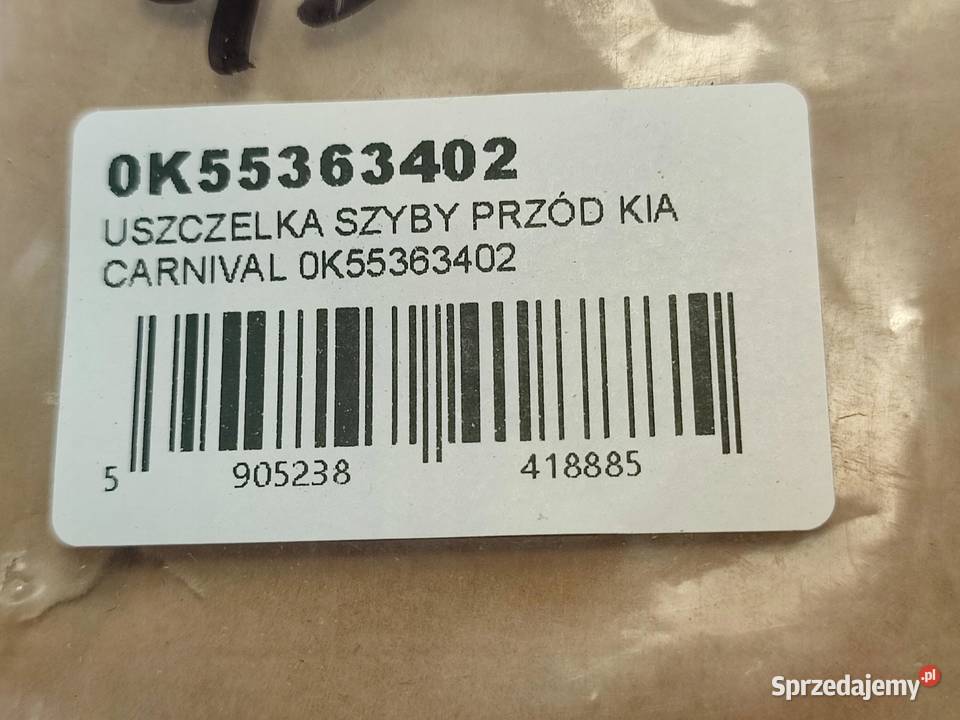 0K55363402
USZCZELKA SZYBY PRZÓD KIA
CARNIVAL 0K55363402
5 905238 418885
Sprzedajemy.pl